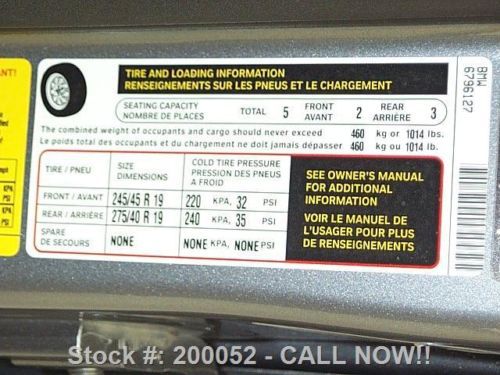 TIRE AND LOADING INFORMATION
RENSEIGNEMENTS SUR LES PNEUS ET LE CHARGEMENT
SEATING CAPACITY
NOMBRE DE PLACES
TOTAL 5 FRONT AVANT 2 REAR ARRIÈRE 3
The combined weight of occupants and cargo should never exceed 460 kg or 1014 lbs.
Le poids total des occupants et du chargement ne doit jamais dépasser 460 kg ou 1014 lb.
TIRE / PNEU SIZE DIMENSIONS COLD TIRE PRESSURE PRESSION DES PNEUS A FROID
FRONT / AVANT 245/45 R 19 220 KPA, 32 PSI
REAR / ARRIÈRE 275/40 R 19 240 KPA, 35 PSI
SPARE DE SECOURS NONE NONE KPA, NONE PSI
SEE OWNER'S MANUAL
FOR ADDITIONAL
INFORMATION
VOIR LE MANUEL DE
L'USAGER POUR PLUS
DE RENSEIGNEMENTS
BMW
6796127
Stock #: 200052 - CALL NOW!!